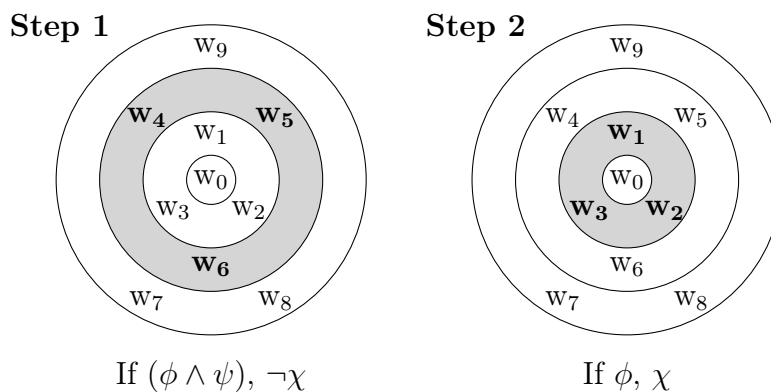 Step 1
w₉
w₄ w₅
w₁
w₀
w₃ w₂
w₆
w₇ w₈
If (ϕ ∧ ψ), ¬χ
Step 2
w₉
w₄ w₅
w₁
w₀
w₃ w₂
w₆
w₇ w₈
If ϕ, χ